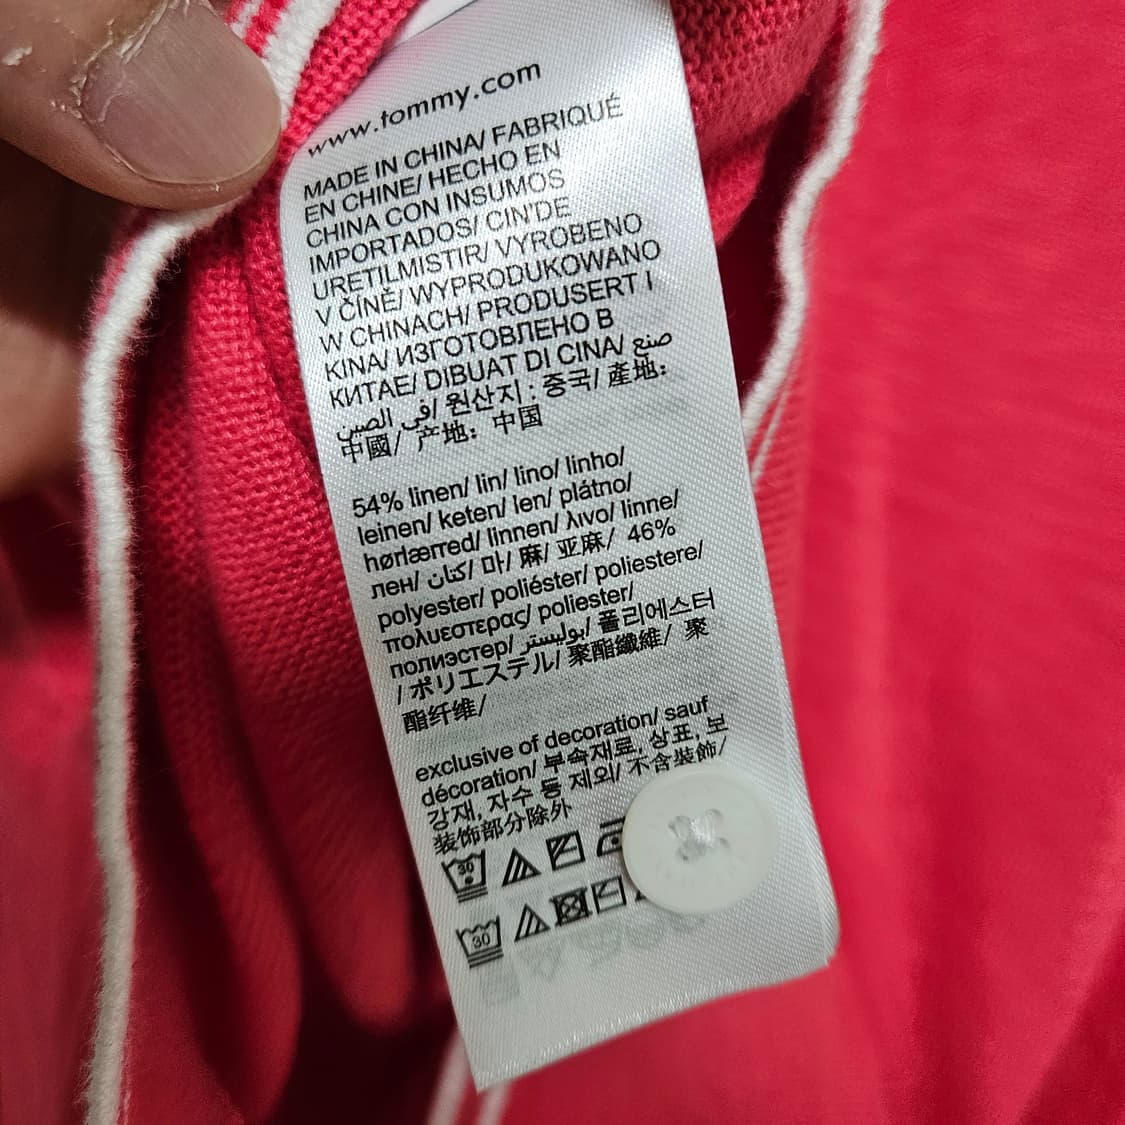 www.tommy.com
MADE IN CHINA/ FABRIQUÉ
EN CHINE/ HECHO EN
CHINA CON INSUMOS
IMPORTADOS/ CIN'DE
URETILMISTIR/ VYROBENO
V ČÍNĚ/ WYPRODUKOWANO
W CHINACH/ PRODUSERT I
KINA/ ИЗГОТОВЛЕНО В
КИТАЕ/ DIBUAT DI CINA/ صنع
في الصين/ 원산지 : 중국/ 產地：
中國/ 产地：中国
54% linen/ lin/ lino/ linho/
leinen/ keten/ len/ plátno/
hørlærred/ linnen/ λινο/ linne/
лен/ كتان/ 마/ 麻/ 亚麻/ 46%
polyester/ poliéster/ poliestere/
πολυεστερας/ poliester/
полиэстер/ بوليستر/ 폴리에스터
/ ポリエステル/ 聚酯纖維/ 聚
酯纤维/
exclusive of decoration/ sauf
décoration/ 부속재료, 상표, 보
강재, 자수 등 제외/ 不含裝飾/
装饰部分除外
30
30